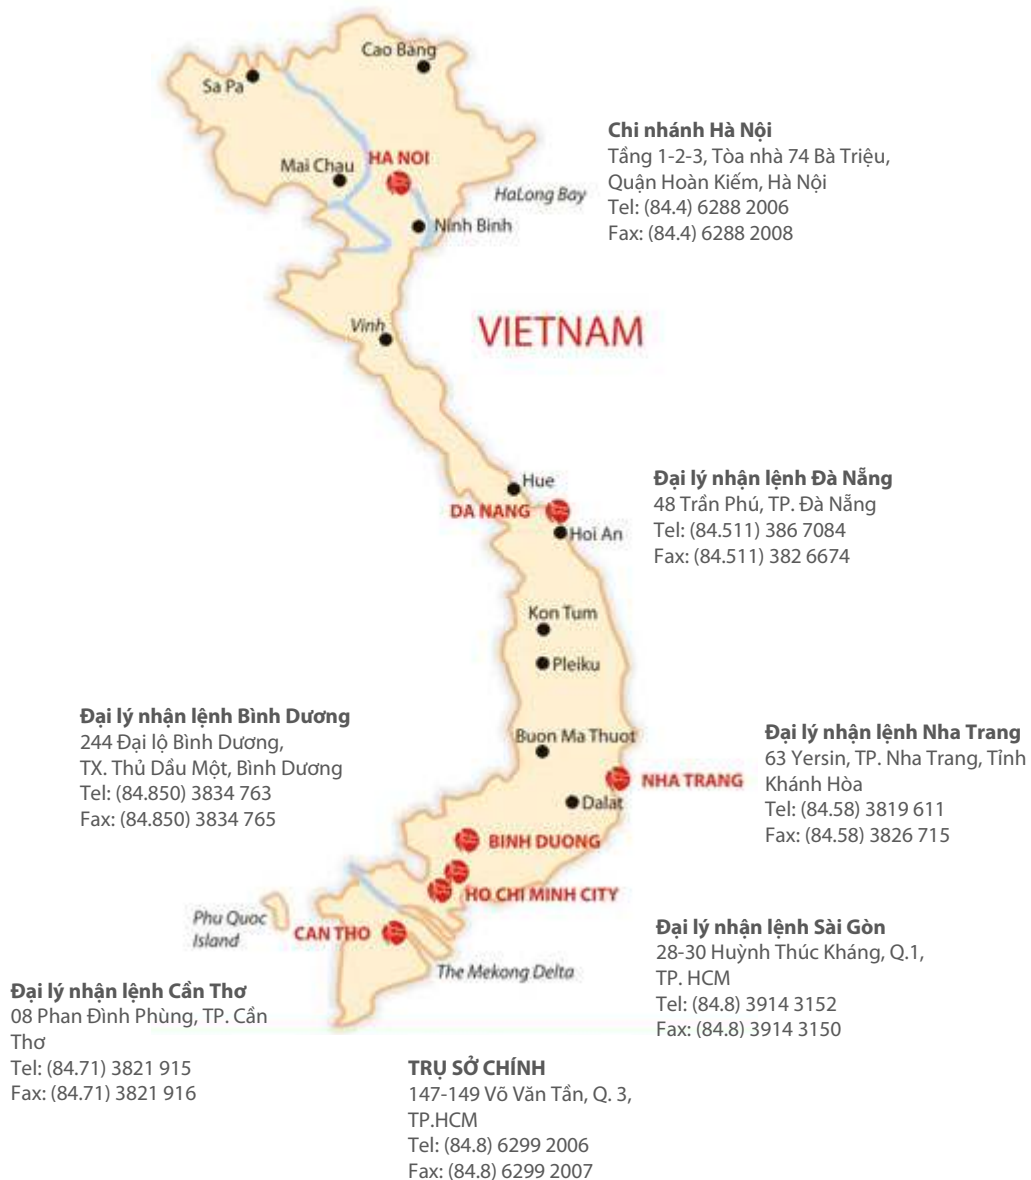 Cao Bang
Sa Pa
Chi nhánh Hà Nội
Tầng 1-2-3, Tòa nhà 74 Bà Triệu,
Quận Hoàn Kiếm, Hà Nội
Tel: (84.4) 6288 2006
Fax: (84.4) 6288 2008
HA NOI
Mai Chau
HaLong Bay
Ninh Binh
Vinh
VIETNAM
Hue
DA NANG
Hoi An
Đại lý nhận lệnh Đà Nẵng
48 Trần Phú, TP. Đà Nẵng
Tel: (84.511) 386 7084
Fax: (84.511) 382 6674
Kon Tum
Pleiku
Đại lý nhận lệnh Bình Dương
244 Đại lộ Bình Dương,
TX. Thủ Dầu Một, Bình Dương
Tel: (84.850) 3834 763
Fax: (84.850) 3834 765
Buon Ma Thuot
Đại lý nhận lệnh Nha Trang
63 Yersin, TP. Nha Trang, Tỉnh
Khánh Hòa
Tel: (84.58) 3819 611
Fax: (84.58) 3826 715
NHA TRANG
Dalat
BINH DUONG
HO CHI MINH CITY
Phu Quoc
Island
CAN THO
The Mekong Delta
Đại lý nhận lệnh Sài Gòn
28-30 Huỳnh Thúc Kháng, Q.1,
TP. HCM
Tel: (84.8) 3914 3152
Fax: (84.8) 3914 3150
Đại lý nhận lệnh Cần Thơ
08 Phan Đình Phùng, TP. Cần
Thơ
Tel: (84.71) 3821 915
Fax: (84.71) 3821 916
TRỤ SỞ CHÍNH
147-149 Võ Văn Tần, Q. 3,
TP.HCM
Tel: (84.8) 6299 2006
Fax: (84.8) 6299 2007